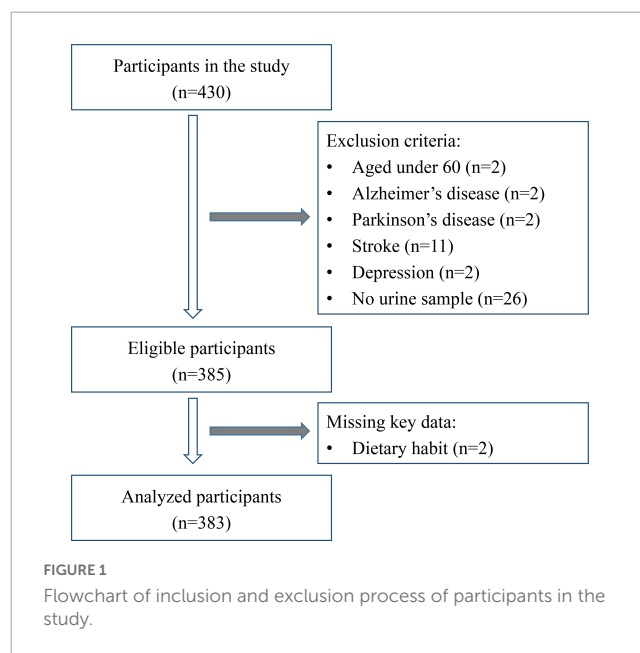 Participants in the study
(n=430)
Exclusion criteria:
• Aged under 60 (n=2)
• Alzheimer’s disease (n=2)
• Parkinson’s disease (n=2)
• Stroke (n=11)
• Depression (n=2)
• No urine sample (n=26)
Eligible participants
(n=385)
Missing key data:
• Dietary habit (n=2)
Analyzed participants
(n=383)
FIGURE 1
Flowchart of inclusion and exclusion process of participants in the
study.